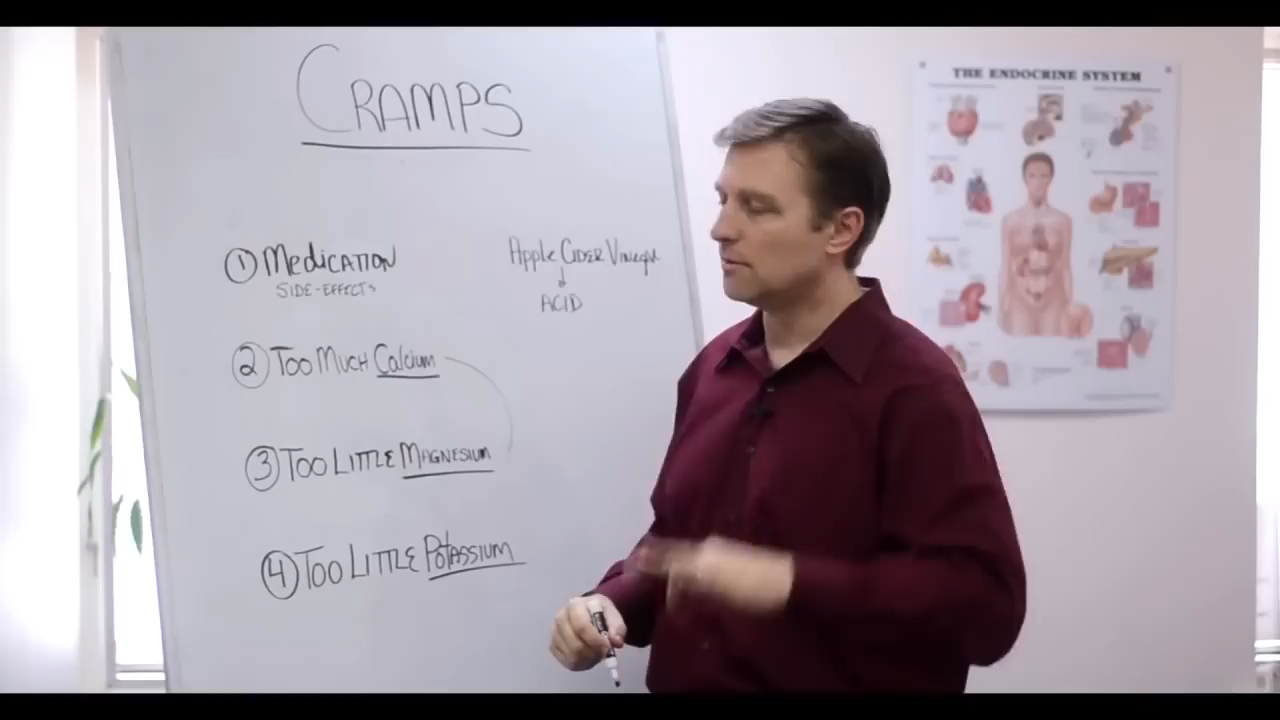 CRAMPS
① MEDICATION
SIDE-EFFECTS
② TOO MUCH Calcium
③ TOO LITTLE MAGNESIUM
④ TOO LITTLE POTASSIUM
Apple CIDER VINEGAR
ACID
THE ENDOCRINE SYSTEM